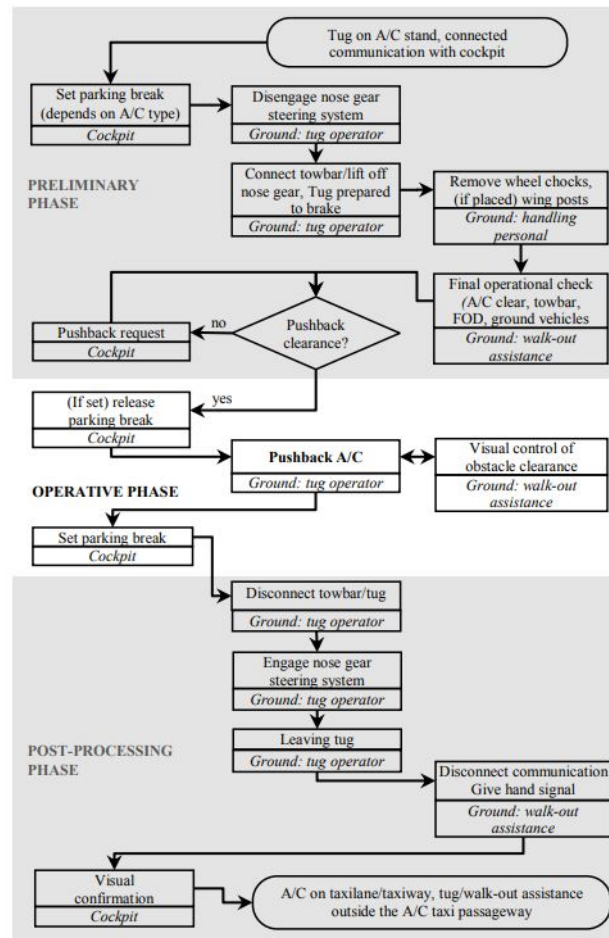 Tug on A/C stand, connected
communication with cockpit
Set parking break
(depends on A/C type)
Cockpit
Disengage nose gear
steering system
Ground: tug operator
PRELIMINARY
PHASE
Connect towbar/lift off
nose gear, Tug prepared
to brake
Ground: tug operator
Remove wheel chocks,
(if placed) wing posts
Ground: handling
personal
Final operational check
(A/C clear, towbar,
FOD, ground vehicles
Ground: walk-out
assistance
Pushback
clearance?
no
Pushback request
Cockpit
yes
(If set) release
parking break
Cockpit
Pushback A/C
Ground: tug operator
Visual control of
obstacle clearance
Ground: walk-out
assistance
OPERATIVE PHASE
Set parking break
Cockpit
Disconnect towbar/tug
Ground: tug operator
Engage nose gear
steering system
Ground: tug operator
POST-PROCESSING
PHASE
Leaving tug
Ground: tug operator
Disconnect communication
Give hand signal
Ground: walk-out
assistance
Visual
confirmation
Cockpit
A/C on taxilane/taxiway, tug/walk-out assistance
outside the A/C taxi passageway